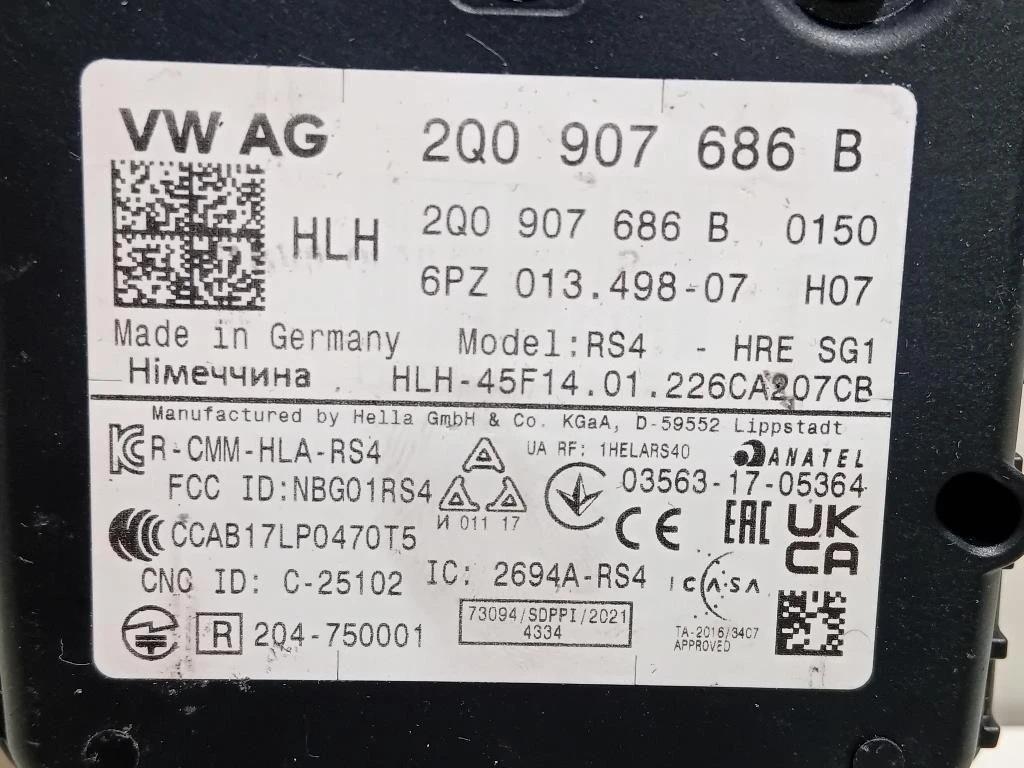 VW AG 2Q0 907 686 B
HLH 2Q0 907 686 B 0150
6PZ 013.498-07 H07
Made in Germany Model:RS4 - HRE SG1
Німеччина . HLH-45F14.01.226CA207CB
Manufactured by Hella GmbH & Co. KGaA, D-59552 Lippstadt
KC R-CMM-HLA-RS4 UA RF: 1HELARS40 ANATEL
FCC ID:NBG01RS4 03563-17-05364
И 011 17
CCC CCAB17LP0470T5 CE EAC UK CA
CNC ID: C-25102 IC: 2694A-RS4 ICASA
R 204-750001 73094/SDPPI/2021
4334
TA-2016/3407
APPROVED